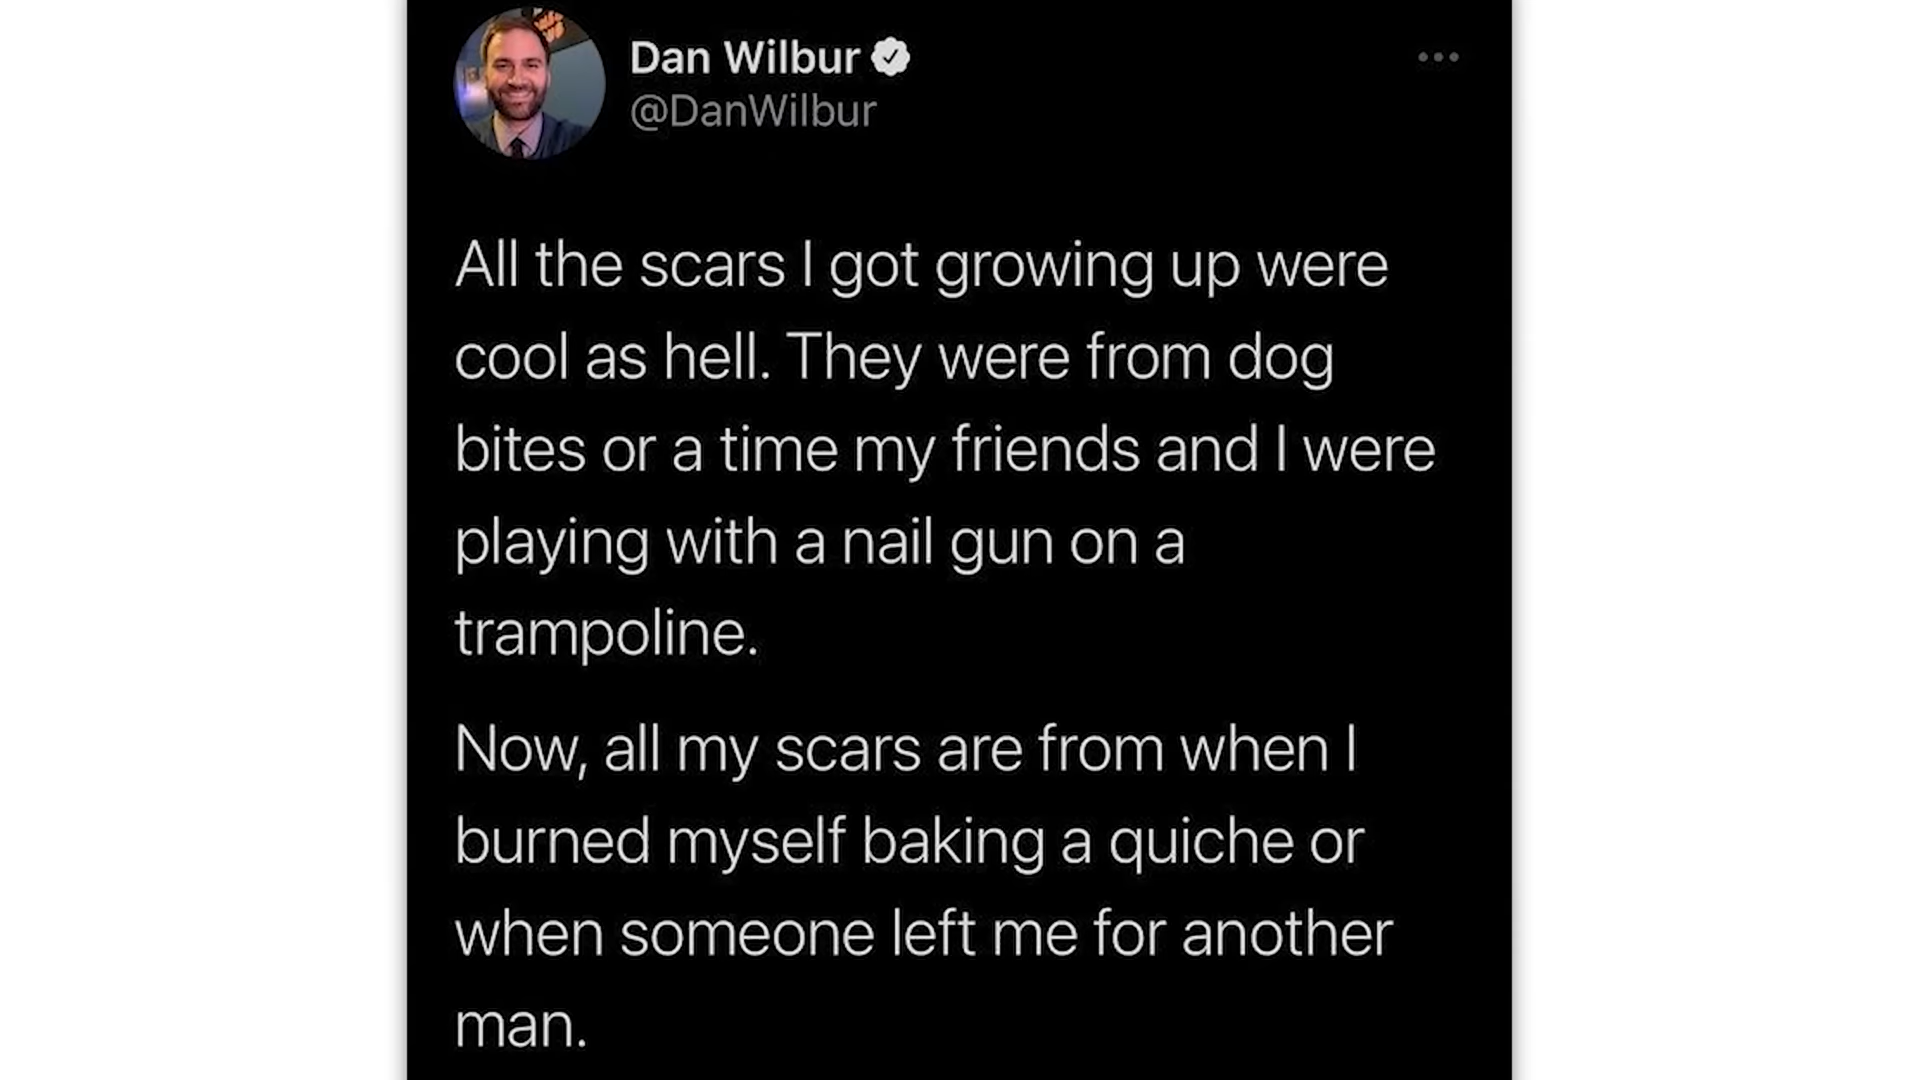 Dan Wilbur
@DanWilbur
All the scars I got growing up were
cool as hell. They were from dog
bites or a time my friends and I were
playing with a nail gun on a
trampoline.
Now, all my scars are from when I
burned myself baking a quiche or
when someone left me for another
man.